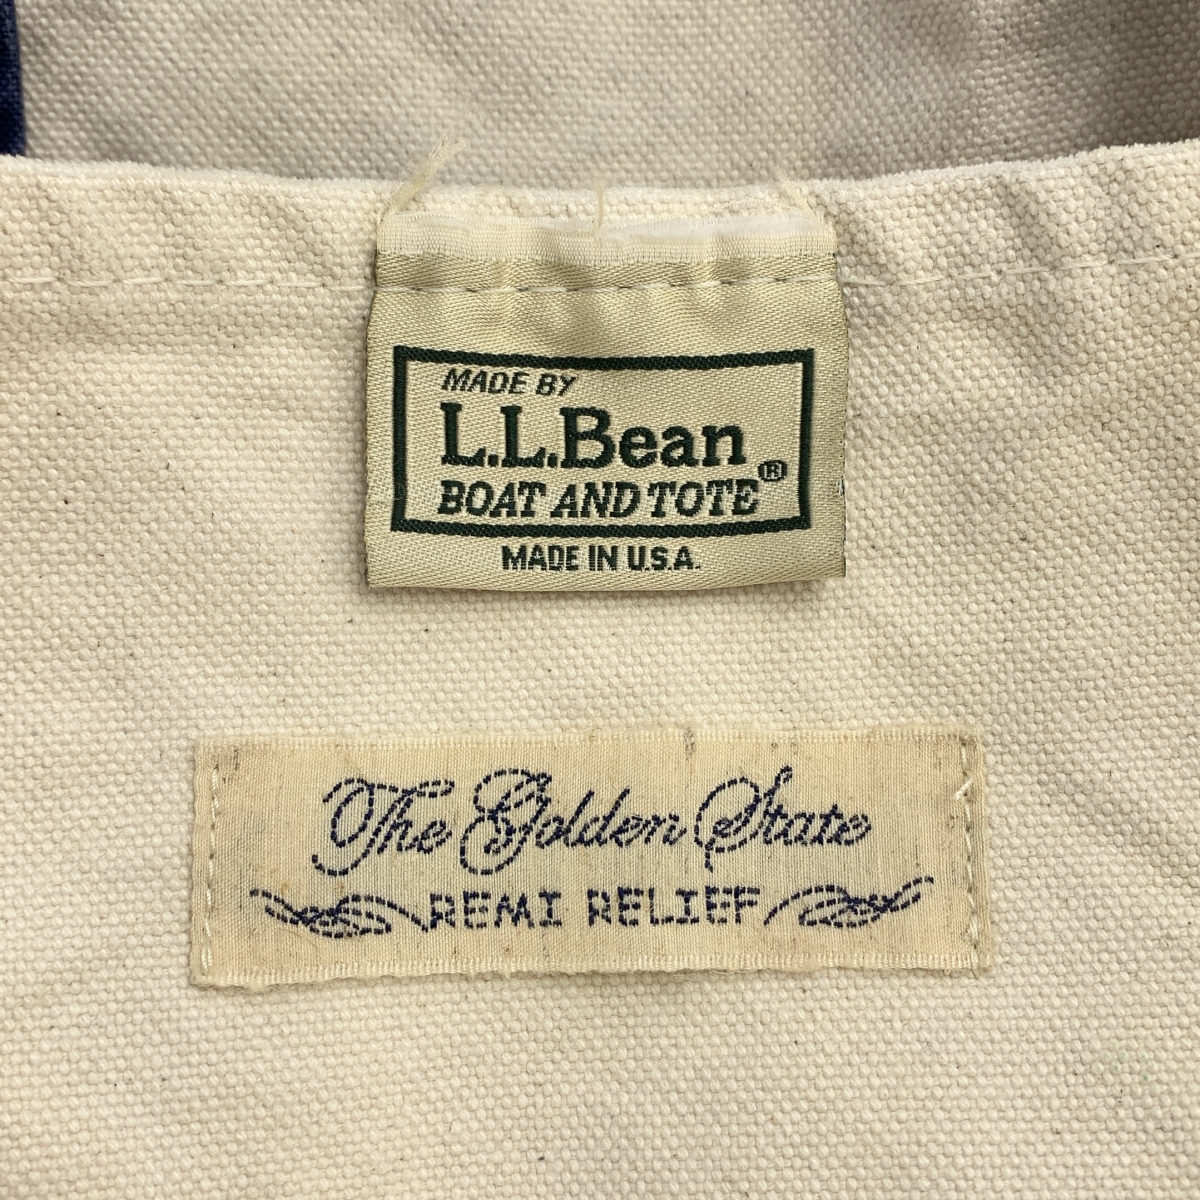 MADE BY
L.L.Bean
BOAT AND TOTE®
MADE IN U.S.A.
The Golden State
REMI RELIEF